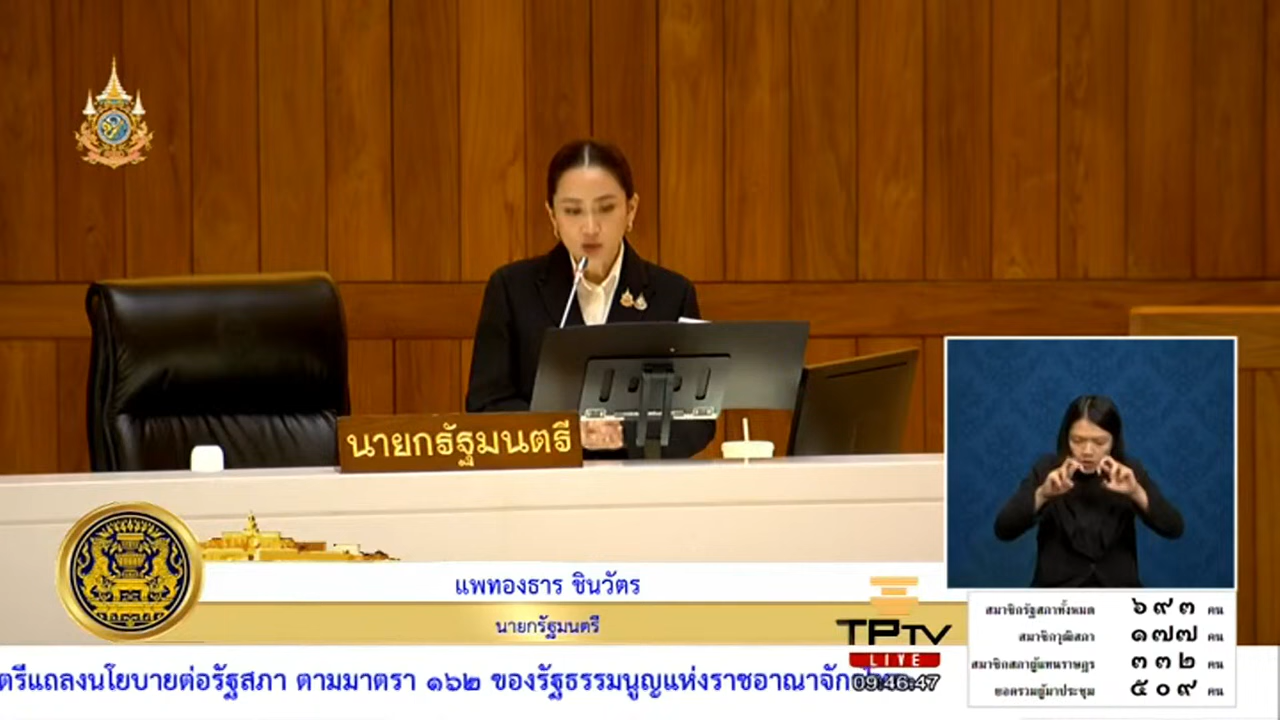 นายกรัฐมนตรี
แพทองธาร ชินวัตร
นายกรัฐมนตรี
TPTV
LIVE
09:46:47
สมาชิกรัฐสภาทั้งหมด ๖๙๓ คน
สมาชิกวุฒิสภา ๑๗๗ คน
สมาชิกสภาผู้แทนราษฎร ๓๓๒ คน
ยอดรวมผู้มาประชุม ๕๐๙ คน
ตรีแถลงนโยบายต่อรัฐสภา ตามมาตรา ๑๖๒ ของรัฐธรรมนูญแห่งราชอาณาจักร